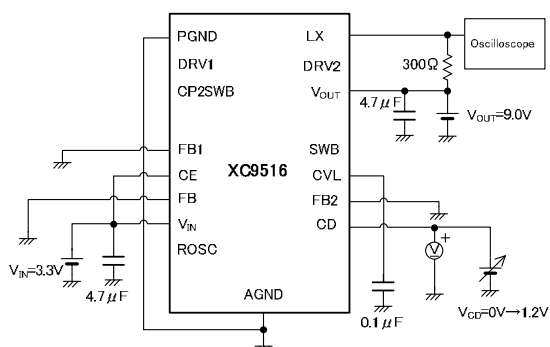 PGND
DRV1
CP2SWB
FB1
CE
FB
VIN
ROSC
AGND
XC9516
LX
DRV2
VOUT
SWB
CVL
FB2
CD
Oscilloscope
300Ω
4.7μF
VOUT=9.0V
VIN=3.3V
4.7μF
0.1μF
V
+
VCD=0V→1.2V